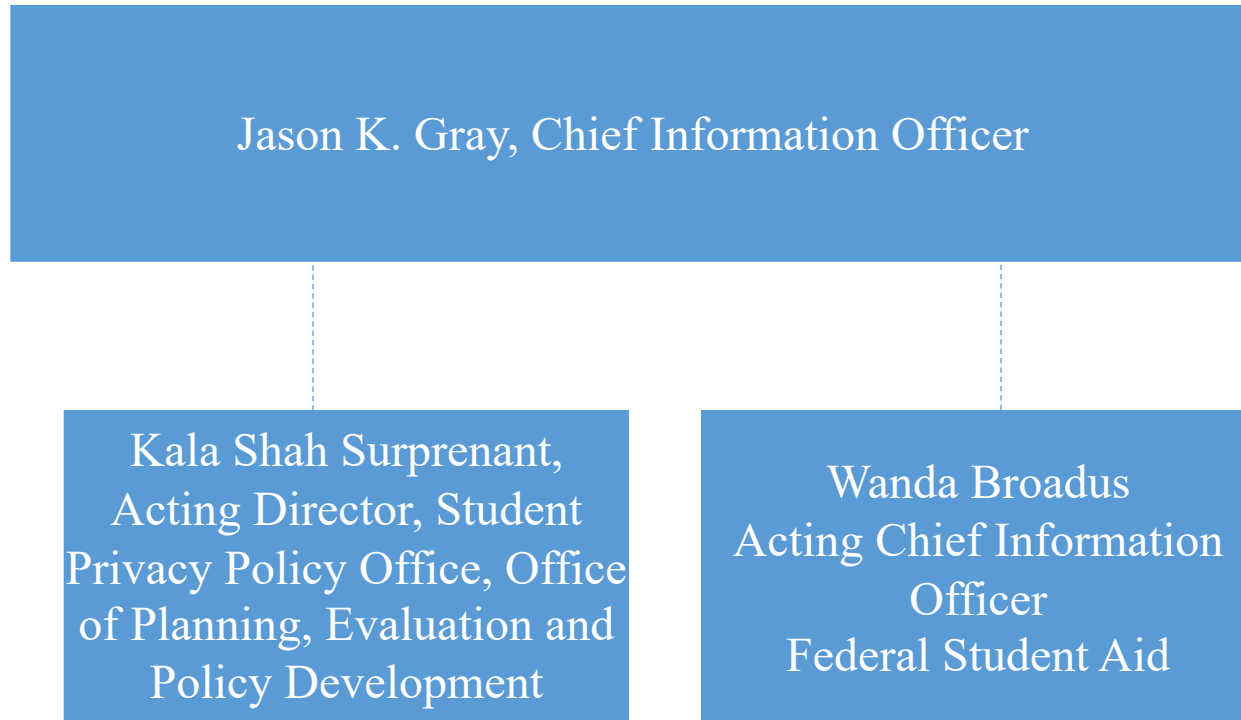 Jason K. Gray, Chief Information Officer
Kala Shah Surprenant,
Acting Director, Student
Privacy Policy Office, Office
of Planning, Evaluation and
Policy Development
Wanda Broadus
Acting Chief Information
Officer
Federal Student Aid